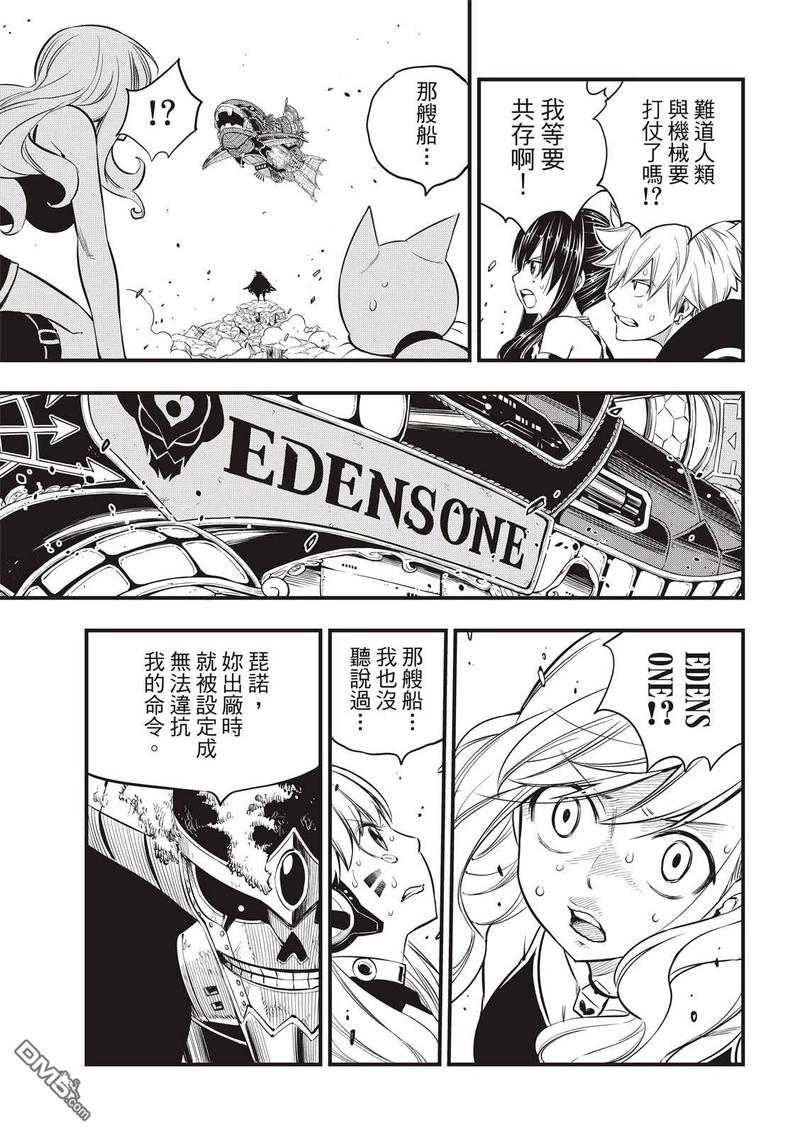 難道人類
與機械要
打仗了嗎!?
我等要
共存啊!
那艘船…
!?
EDENS ONE
EDENS
ONE!?
那艘船…
我也沒
聽說過…
琵諾,
妳出廠時
就被設定成
無法違抗
我的命令。
DM5.com